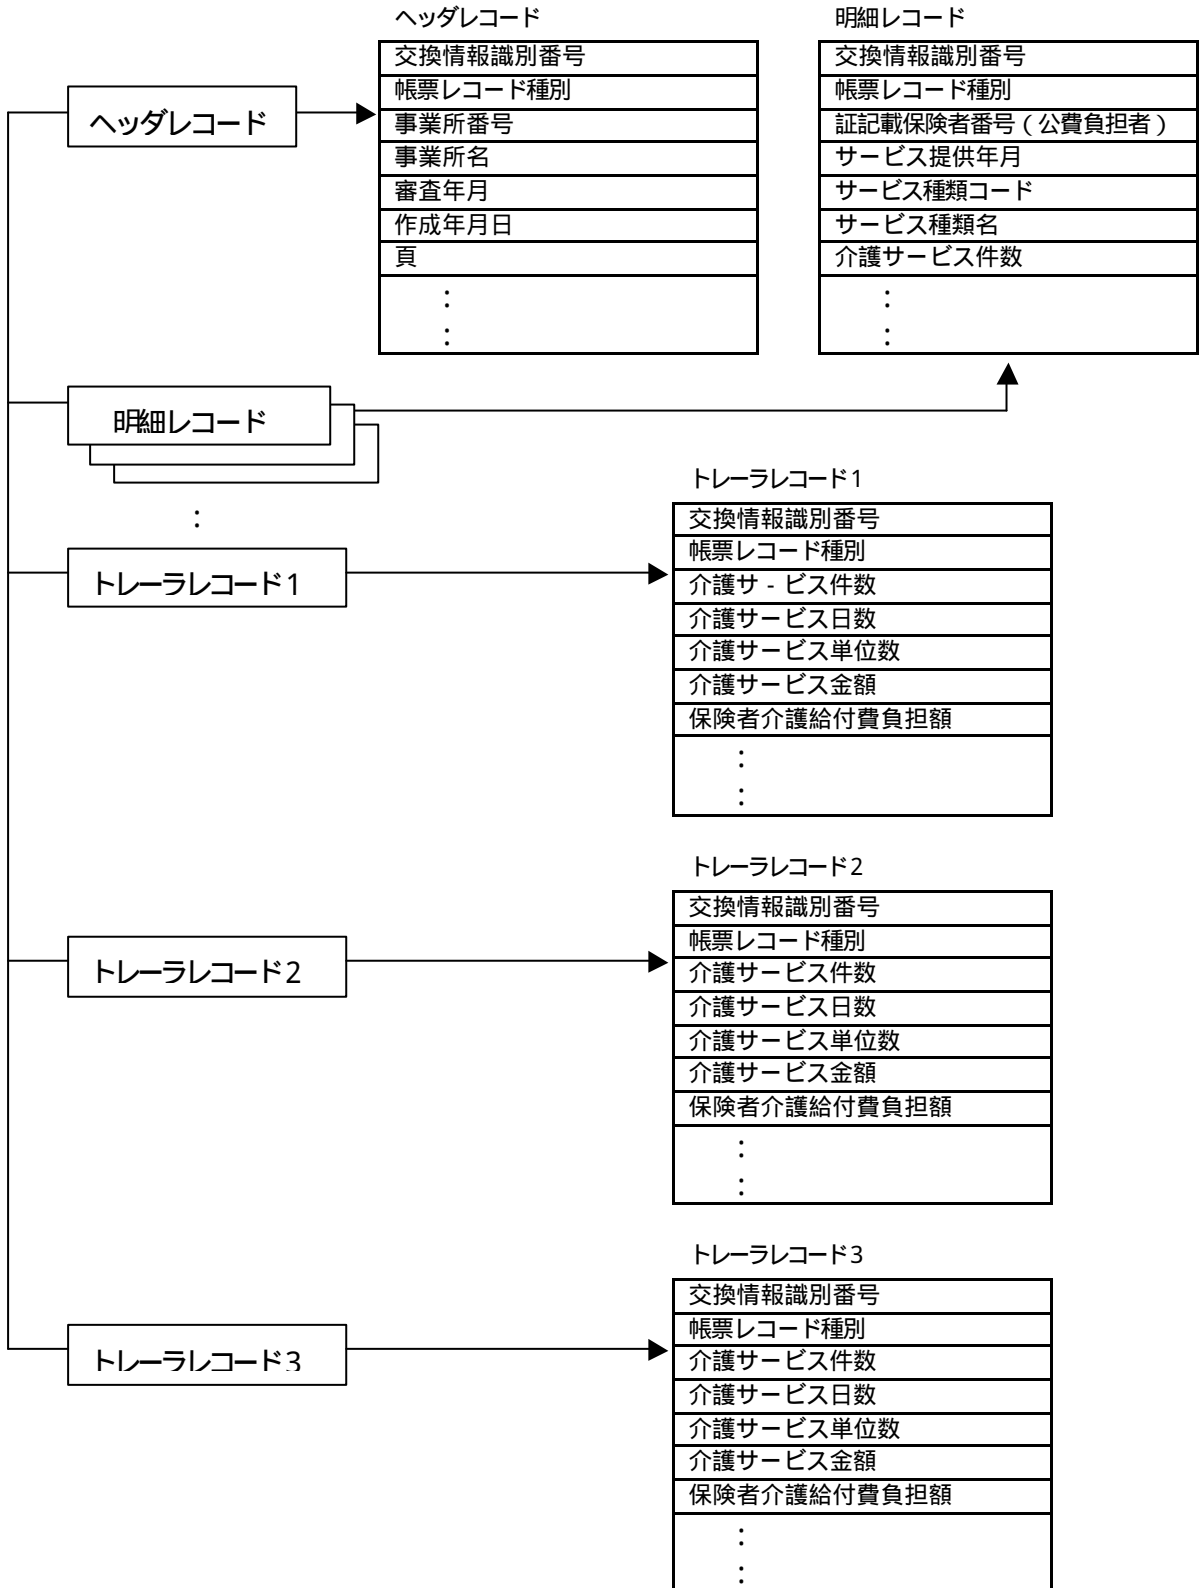 ヘッダレコード
交換情報識別番号
帳票レコード種別
事業所番号
事業所名
審査年月
作成年月日
頁
：
：
明細レコード
交換情報識別番号
帳票レコード種別
証記載保険者番号（公費負担者）
サービス提供年月
サービス種類コード
サービス種類名
介護サービス件数
：
：
ヘッダレコード
明細レコード
：
トレーラレコード1
トレーラレコード1
交換情報識別番号
帳票レコード種別
介護サ‐ビス件数
介護サービス日数
介護サービス単位数
介護サービス金額
保険者介護給付費負担額
：
：
トレーラレコード2
トレーラレコード2
交換情報識別番号
帳票レコード種別
介護サービス件数
介護サービス日数
介護サービス単位数
介護サービス金額
保険者介護給付費負担額
：
：
トレーラレコード3
トレーラレコード3
交換情報識別番号
帳票レコード種別
介護サービス件数
介護サービス日数
介護サービス単位数
介護サービス金額
保険者介護給付費負担額
：
：